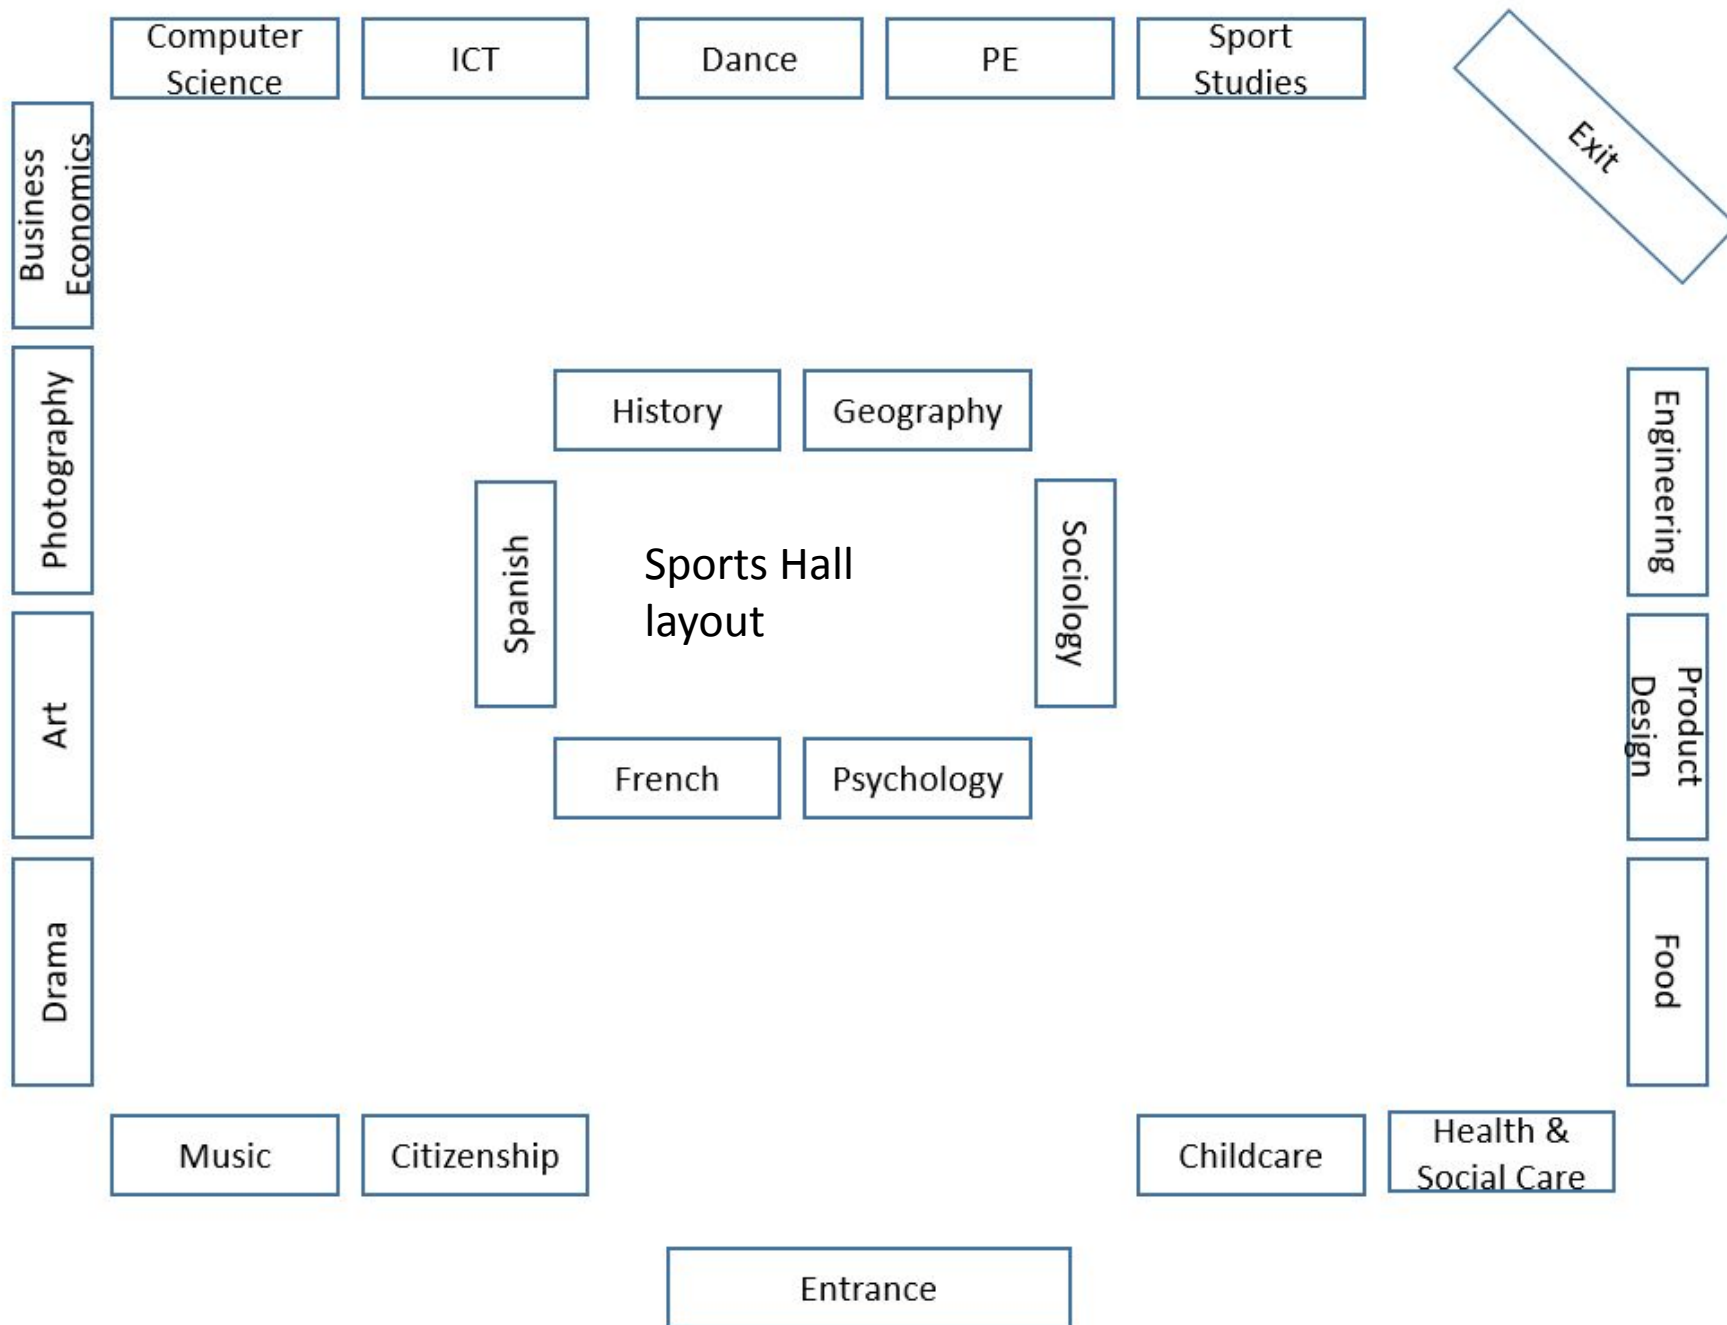 Computer
Science
ICT
Dance
PE
Sport
Studies
Exit
Business
Economics
Photography
Art
Drama
History
Geography
Spanish
Sports Hall
layout
Sociology
French
Psychology
Engineering
Product
Design
Food
Music
Citizenship
Childcare
Health &
Social Care
Entrance